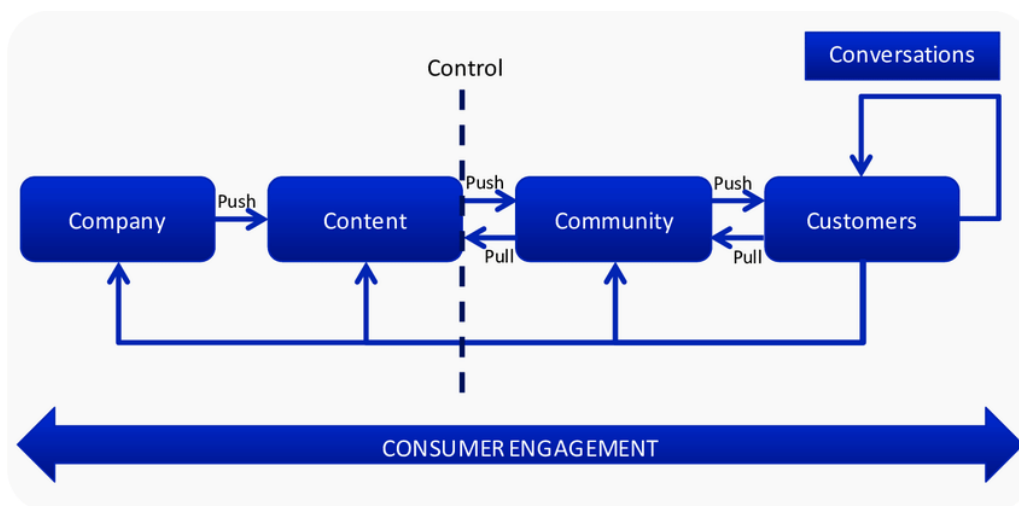 Conversations
Control
Push
Push
Push
Company
Content
Community
Customers
Pull
Pull
CONSUMER ENGAGEMENT